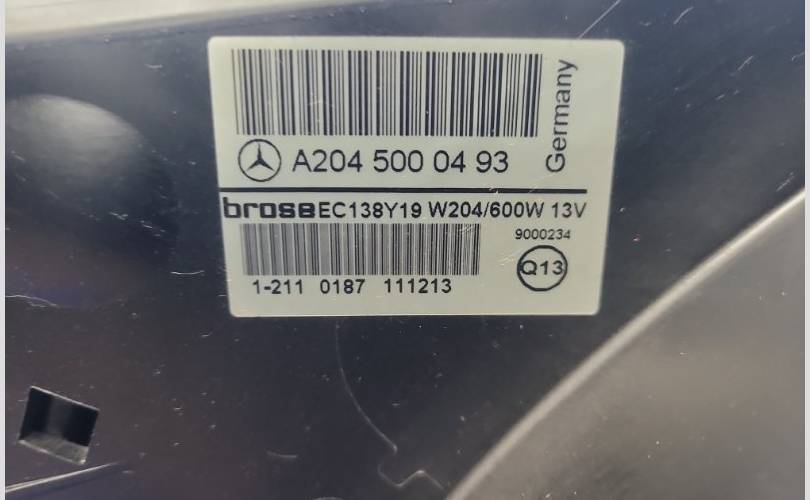 Germany
A204 500 04 93
brose EC138Y19 W204/600W 13V
9000234
Q13
1-211 0187 111213